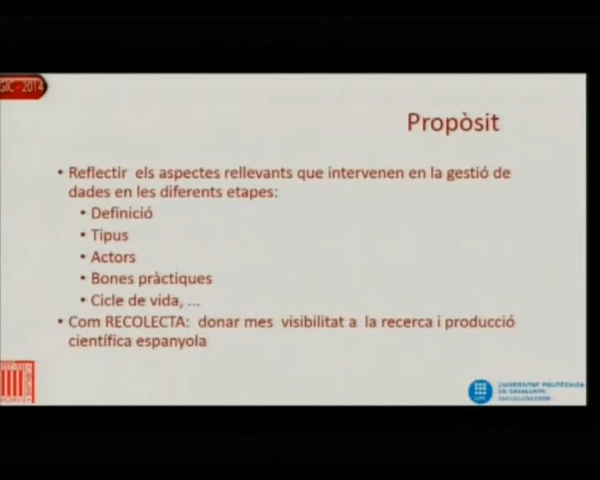 GIC - 2014
Propòsit
• Reflectir els aspectes rellevants que intervenen en la gestió de
dades en les diferents etapes:
• Definició
• Tipus
• Actors
• Bones pràctiques
• Cicle de vida, ...
• Com RECOLECTA: donar mes visibilitat a la recerca i producció
científica espanyola
UNIVERSITAT POLITÈCNICA
DE CATALUNYA